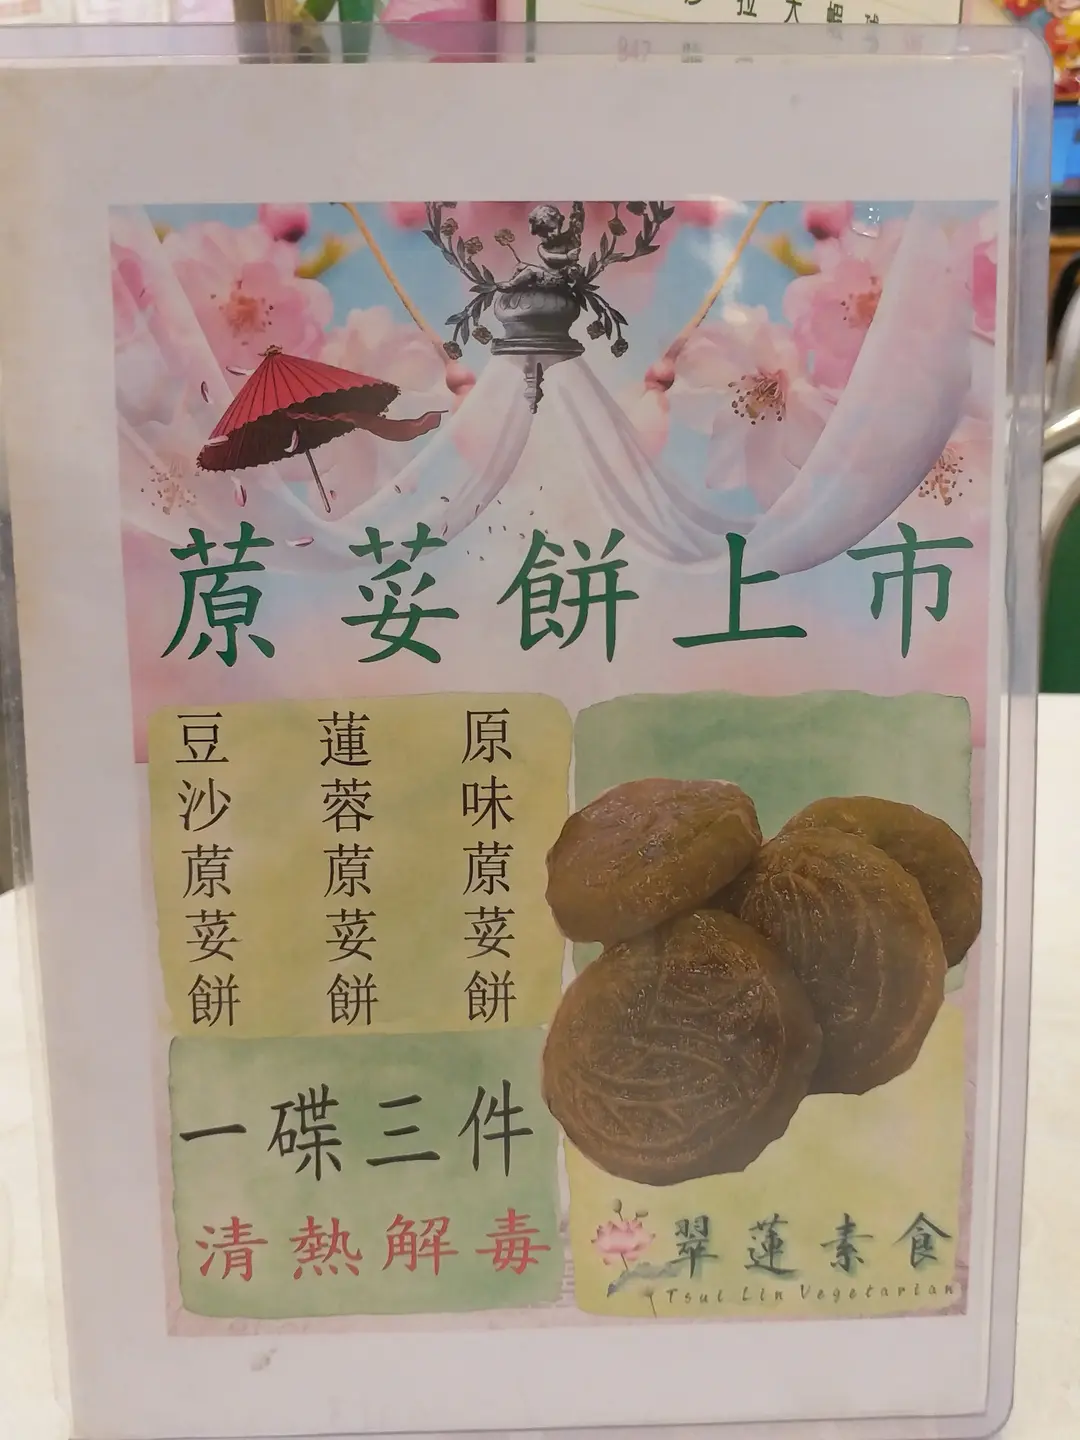 蒝荽餅上市
原味蒝荽餅
蓮蓉蒝荽餅
豆沙蒝荽餅
一碟三件
清熱解毒
翠蓮素食
Tsui Lin Vegetarian